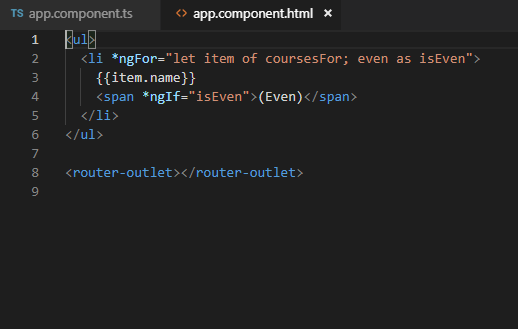 TS app.component.ts <> app.component.html ×
1 <ul>
2 <li *ngFor="let item of coursesFor; even as isEven">
3 {{item.name}}
4 <span *ngIf="isEven">(Even)</span>
5 </li>
6 </ul>
7
8 <router-outlet></router-outlet>
9